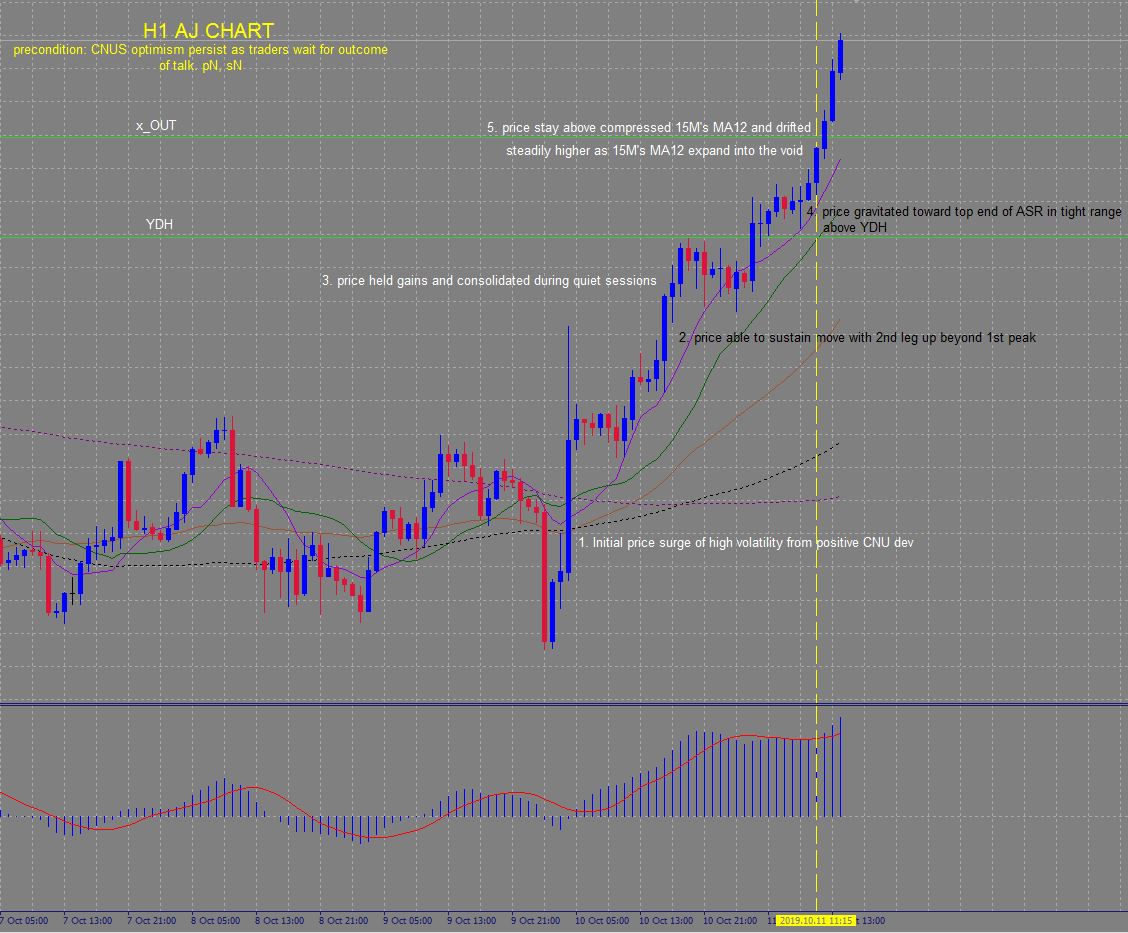 H1 AJ CHART
precondition: CNUS optimism persist as traders wait for outcome
of talk. pN, sN
x_OUT
5. price stay above compressed 15M's MA12 and drifted
steadily higher as 15M's MA12 expand into the void
4. price gravitated toward top end of ASR in tight range
above YDH
YDH
3. price held gains and consolidated during quiet sessions
2. price able to sustain move with 2nd leg up beyond 1st peak
1. Initial price surge of high volatility from positive CNU dev
7 Oct 05:00 7 Oct 13:00 7 Oct 21:00 8 Oct 05:00 8 Oct 13:00 8 Oct 21:00 9 Oct 05:00 9 Oct 13:00 9 Oct 21:00 10 Oct 05:00 10 Oct 13:00 10 Oct 21:00 11 2019.10.11 11:15 t 13:00